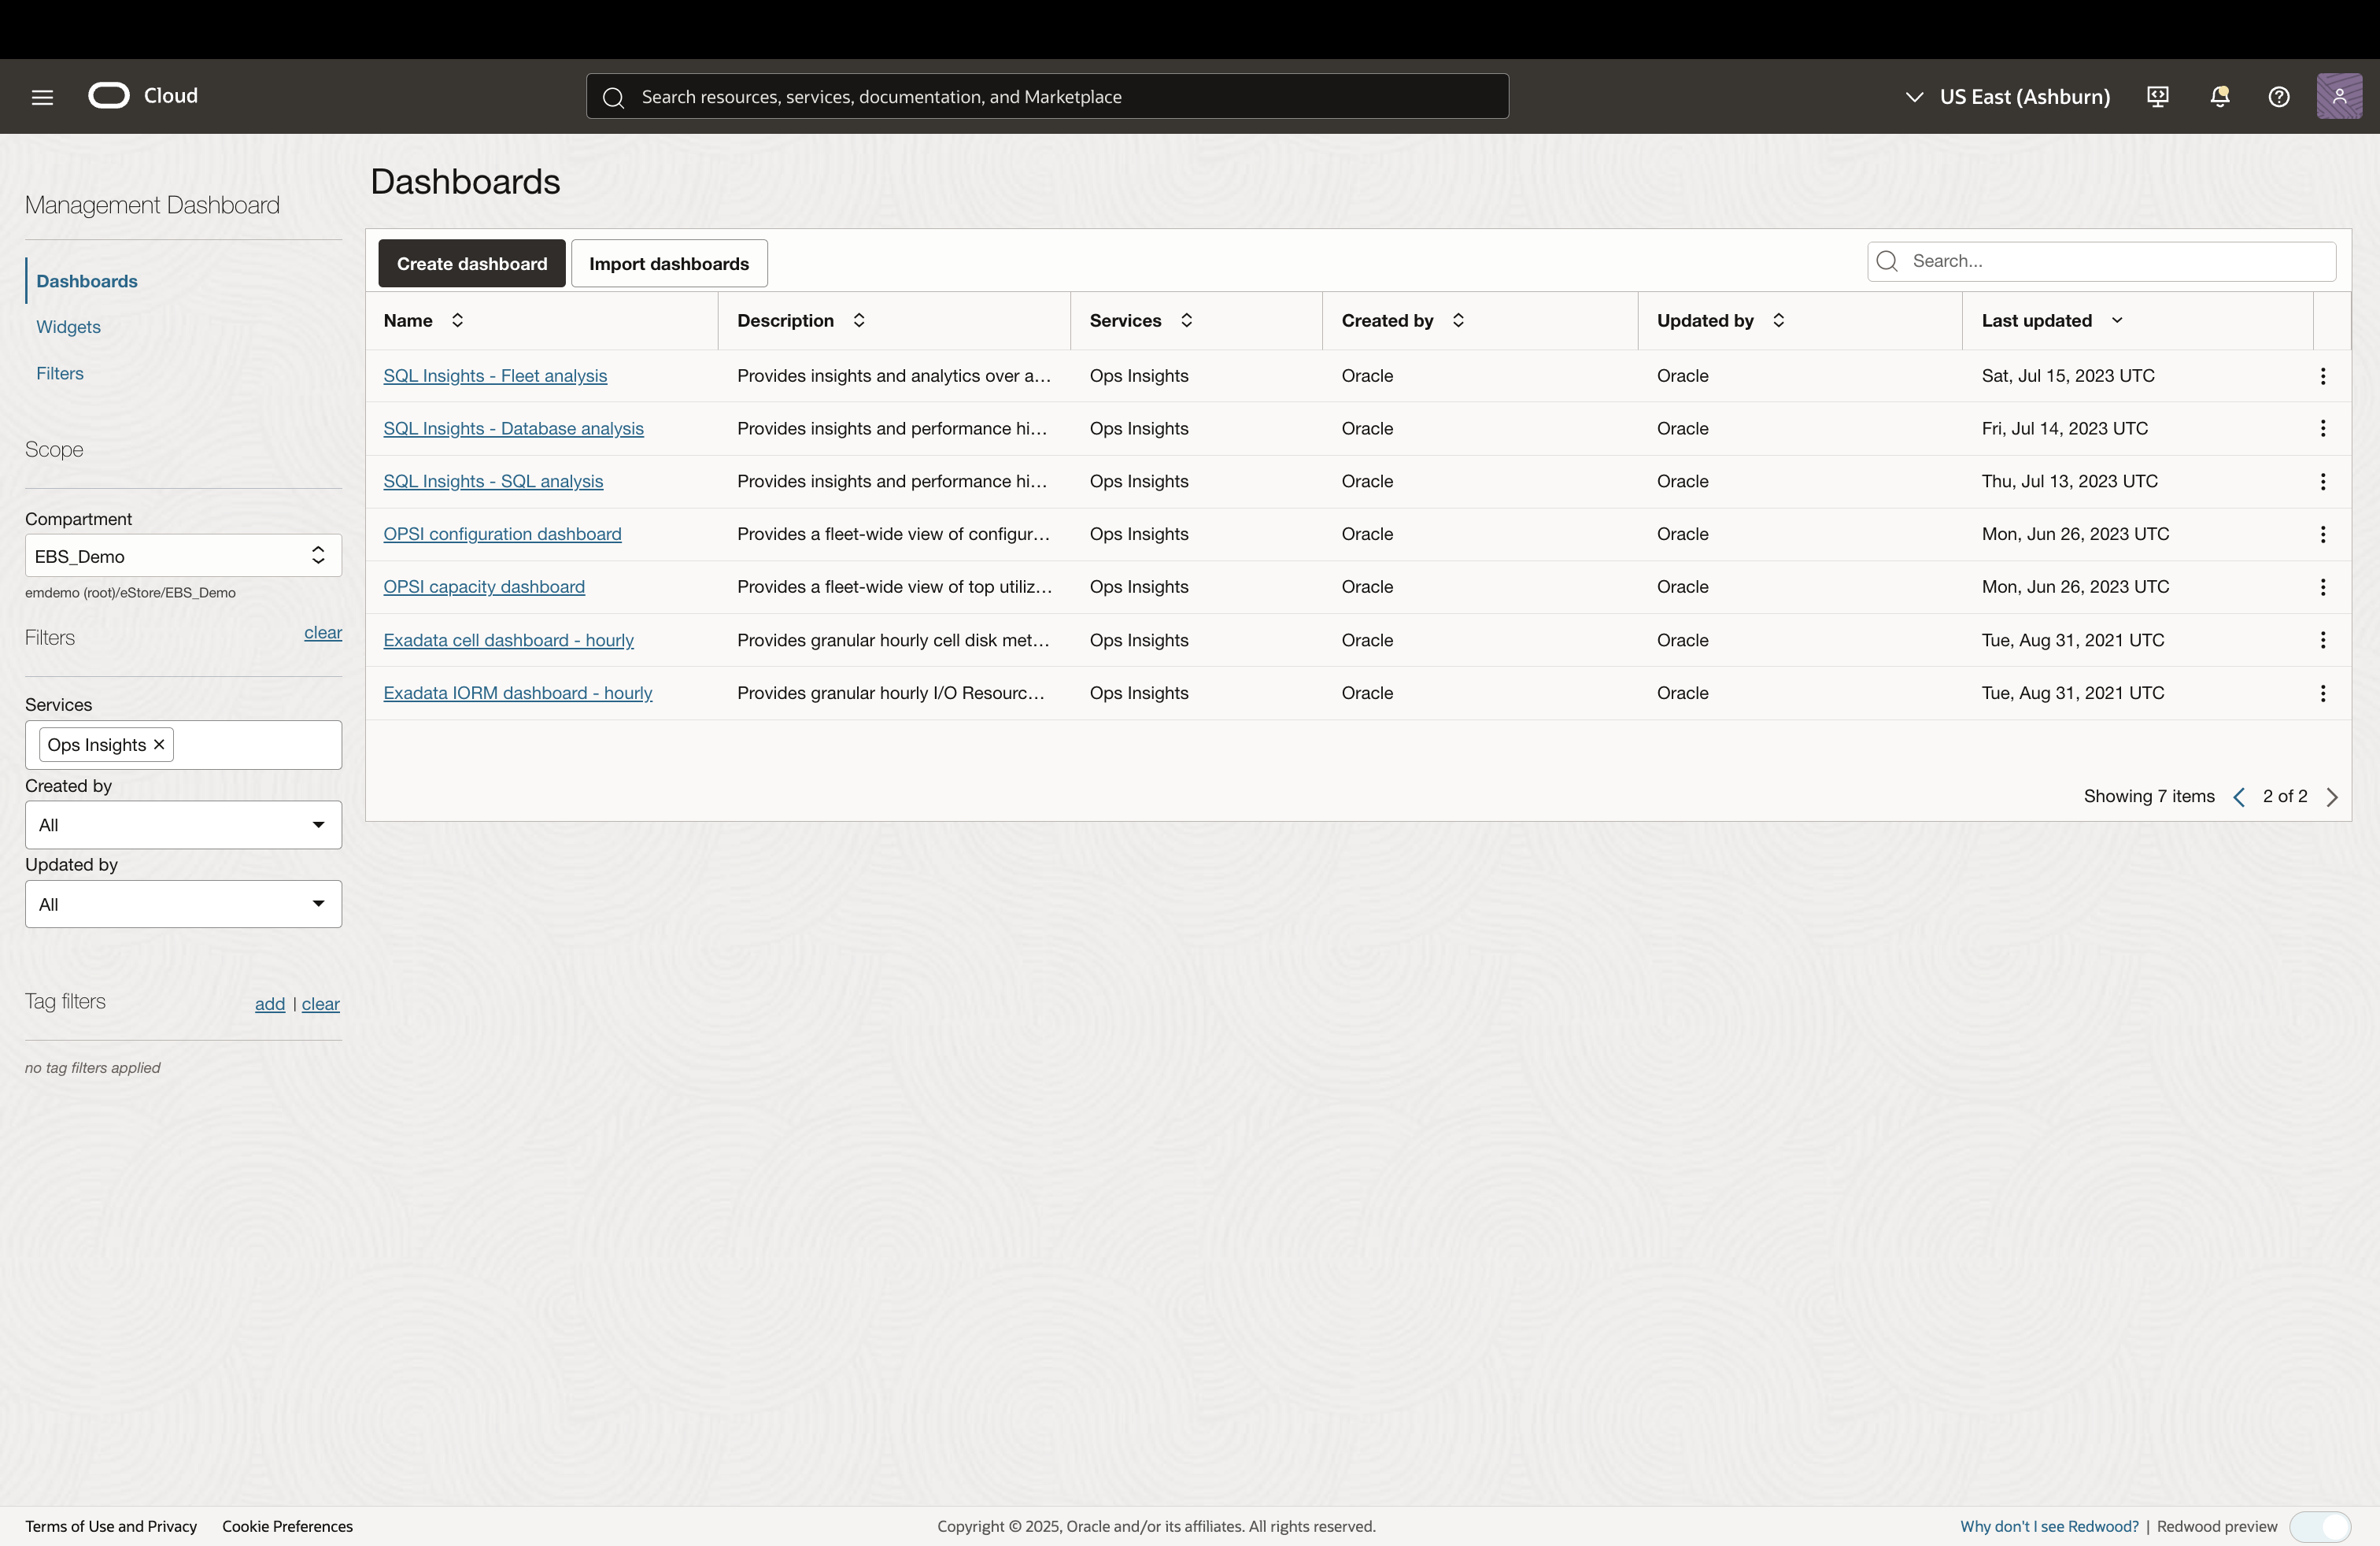 Cloud
Search resources, services, documentation, and Marketplace
US East (Ashburn)
Management Dashboard
Dashboards
Widgets
Filters
Scope
Compartment
EBS_Demo
emdemo (root)/eStore/EBS_Demo
Filters clear
Services
Ops Insights
Created by
All
Updated by
All
Tag filters add | clear
no tag filters applied
Dashboards
Create dashboard Import dashboards Search...
Name Description Services Created by Updated by Last updated
SQL Insights - Fleet analysis Provides insights and analytics over a... Ops Insights Oracle Oracle Sat, Jul 15, 2023 UTC
SQL Insights - Database analysis Provides insights and performance hi... Ops Insights Oracle Oracle Fri, Jul 14, 2023 UTC
SQL Insights - SQL analysis Provides insights and performance hi... Ops Insights Oracle Oracle Thu, Jul 13, 2023 UTC
OPSI configuration dashboard Provides a fleet-wide view of configur... Ops Insights Oracle Oracle Mon, Jun 26, 2023 UTC
OPSI capacity dashboard Provides a fleet-wide view of top utiliz... Ops Insights Oracle Oracle Mon, Jun 26, 2023 UTC
Exadata cell dashboard - hourly Provides granular hourly cell disk met... Ops Insights Oracle Oracle Tue, Aug 31, 2021 UTC
Exadata IORM dashboard - hourly Provides granular hourly I/O Resourc... Ops Insights Oracle Oracle Tue, Aug 31, 2021 UTC
Showing 7 items 2 of 2
Terms of Use and Privacy Cookie Preferences Copyright © 2025, Oracle and/or its affiliates. All rights reserved. Why don't I see Redwood? | Redwood preview